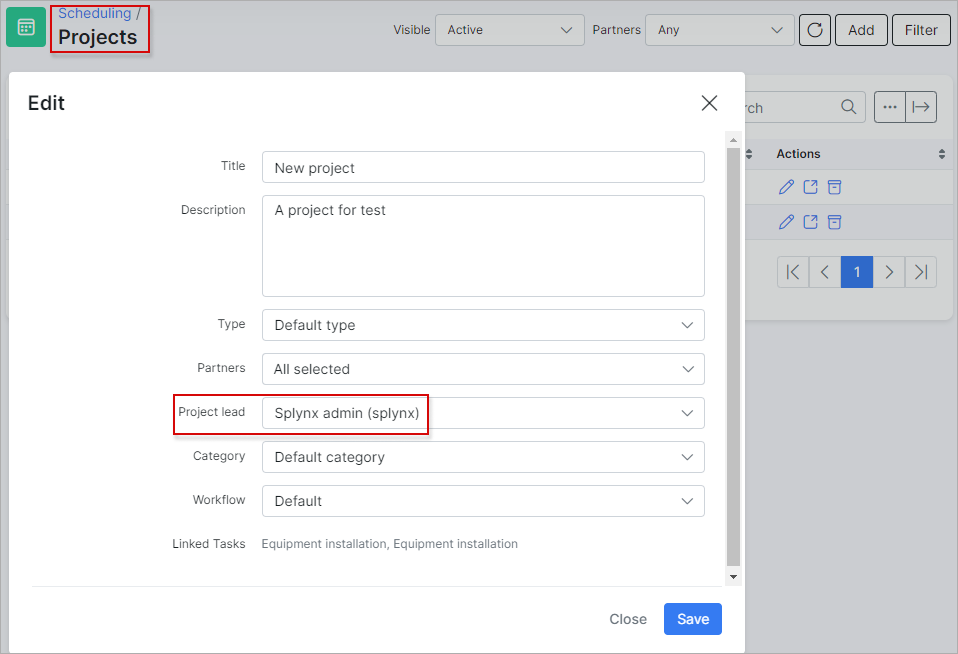 Scheduling /
Projects
Visible
Active
Partners
Any
Add
Filter
Edit
Actions
Title
New project
Description
A project for test
Type
Default type
Partners
All selected
Project lead
Splynx admin (splynx)
Category
Default category
Workflow
Default
Linked Tasks
Equipment installation, Equipment installation
1
Close
Save